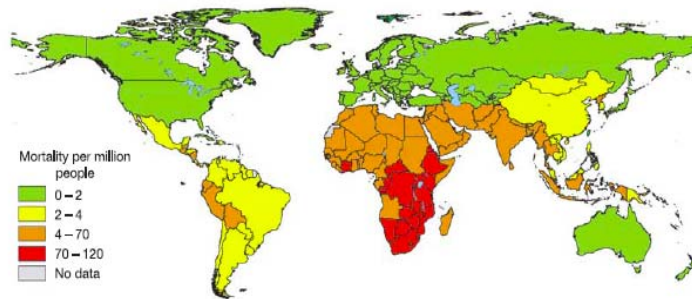 Mortality per million
people
0 – 2
2 – 4
4 – 70
70 – 120
No data